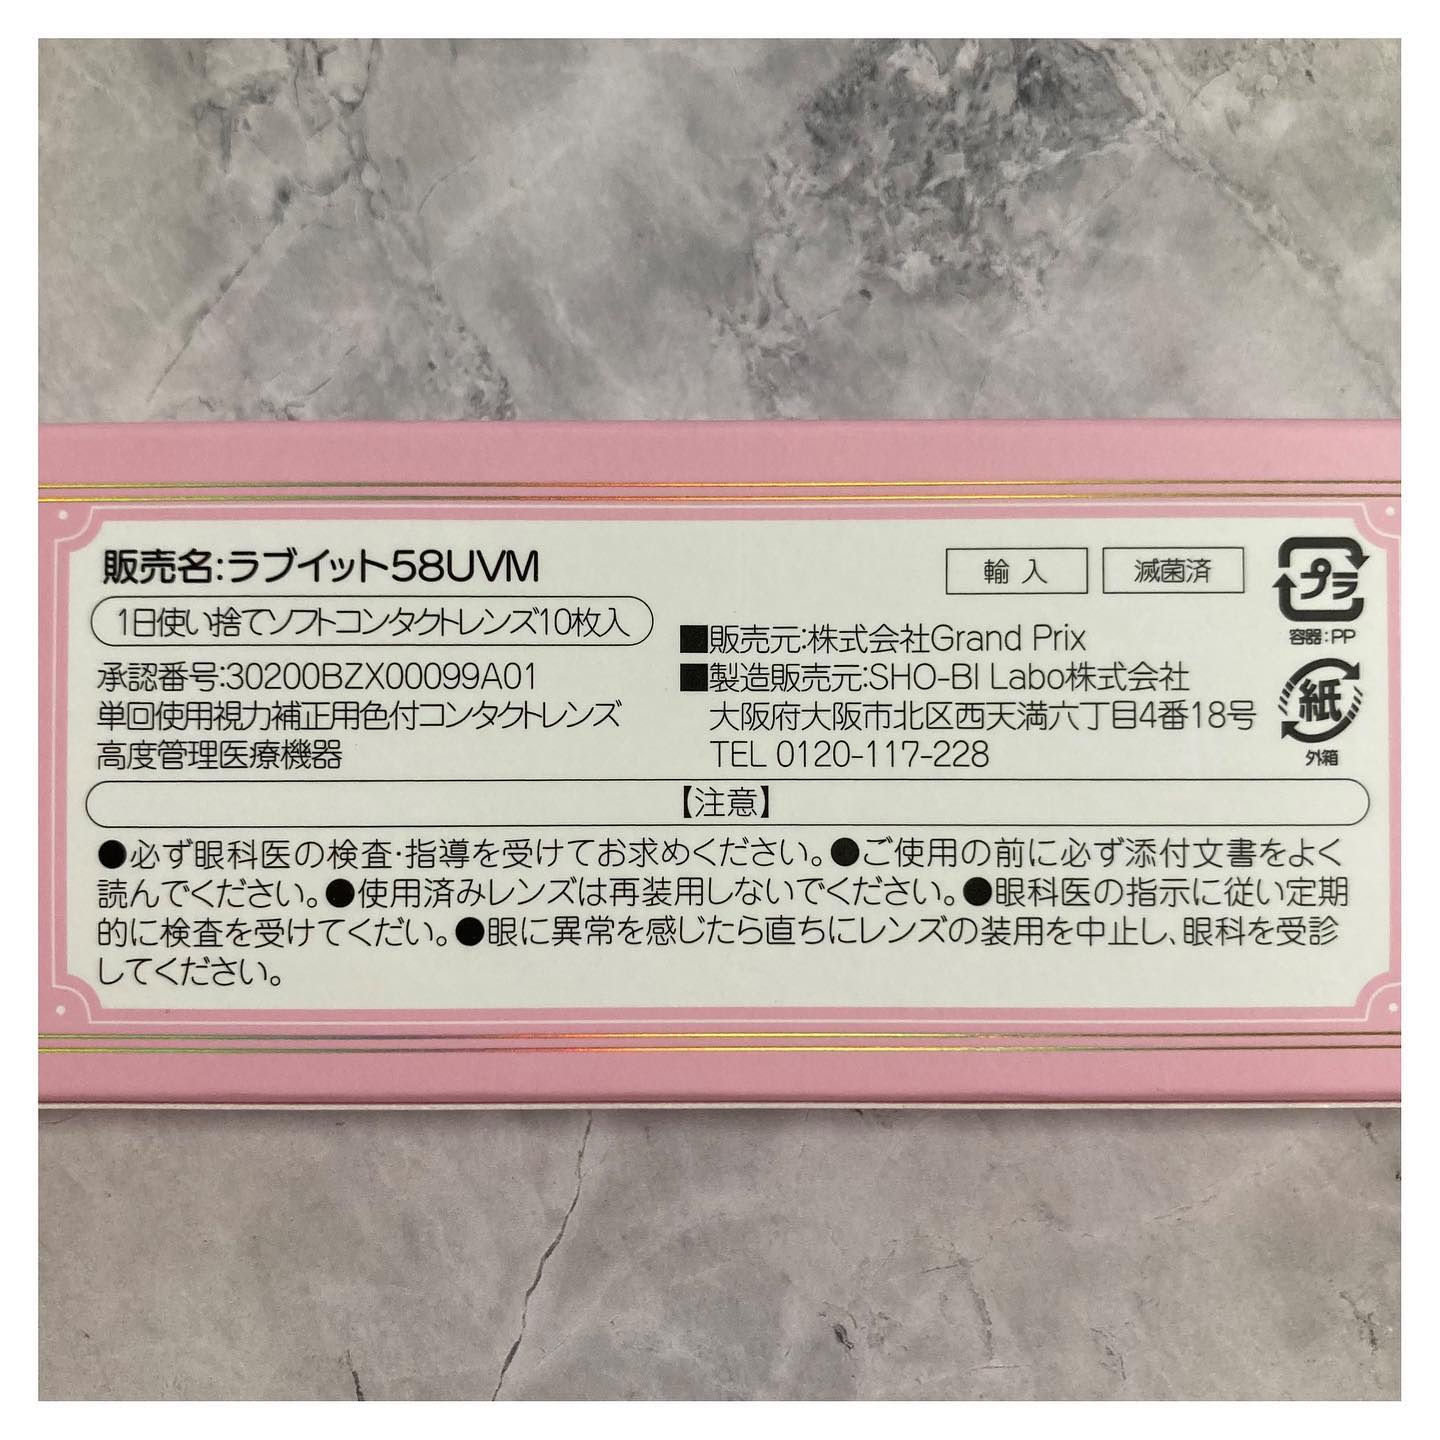 販売名:ラブイット58UVM
1日使い捨てソフトコンタクトレンズ10枚入
承認番号:30200BZX00099A01
単回使用視力補正用色付コンタクトレンズ
高度管理医療機器
輸入
滅菌済
■販売元:株式会社Grand Prix
■製造販売元:SHO-BI Labo株式会社
大阪府大阪市北区西天満六丁目4番18号
TEL 0120-117-228
プラ
容器:PP
紙
外箱
【注意】
●必ず眼科医の検査·指導を受けてお求めください。●ご使用の前に必ず添付文書をよく
読んでください。●使用済みレンズは再装用しないでください。●眼科医の指示に従い定期
的に検査を受けてくだい。●眼に異常を感じたら直ちにレンズの装用を中止し、眼科を受診
してください。